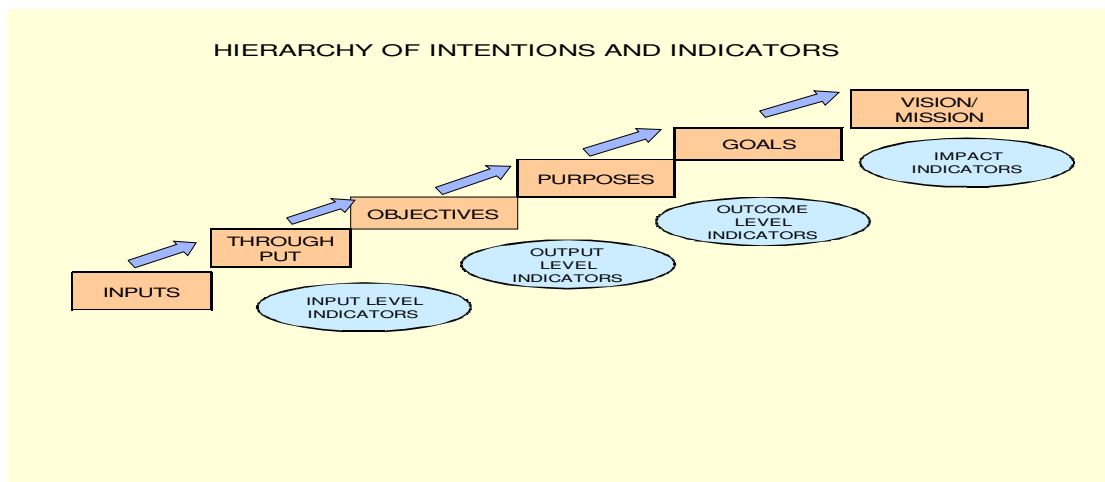 HIERARCHY OF INTENTIONS AND INDICATORS
VISION/
MISSION
GOALS
IMPACT
INDICATORS
PURPOSES
OBJECTIVES
OUTCOME
LEVEL
INDICATORS
THROUGH
PUT
OUTPUT
LEVEL
INDICATORS
INPUTS
INPUT LEVEL
INDICATORS